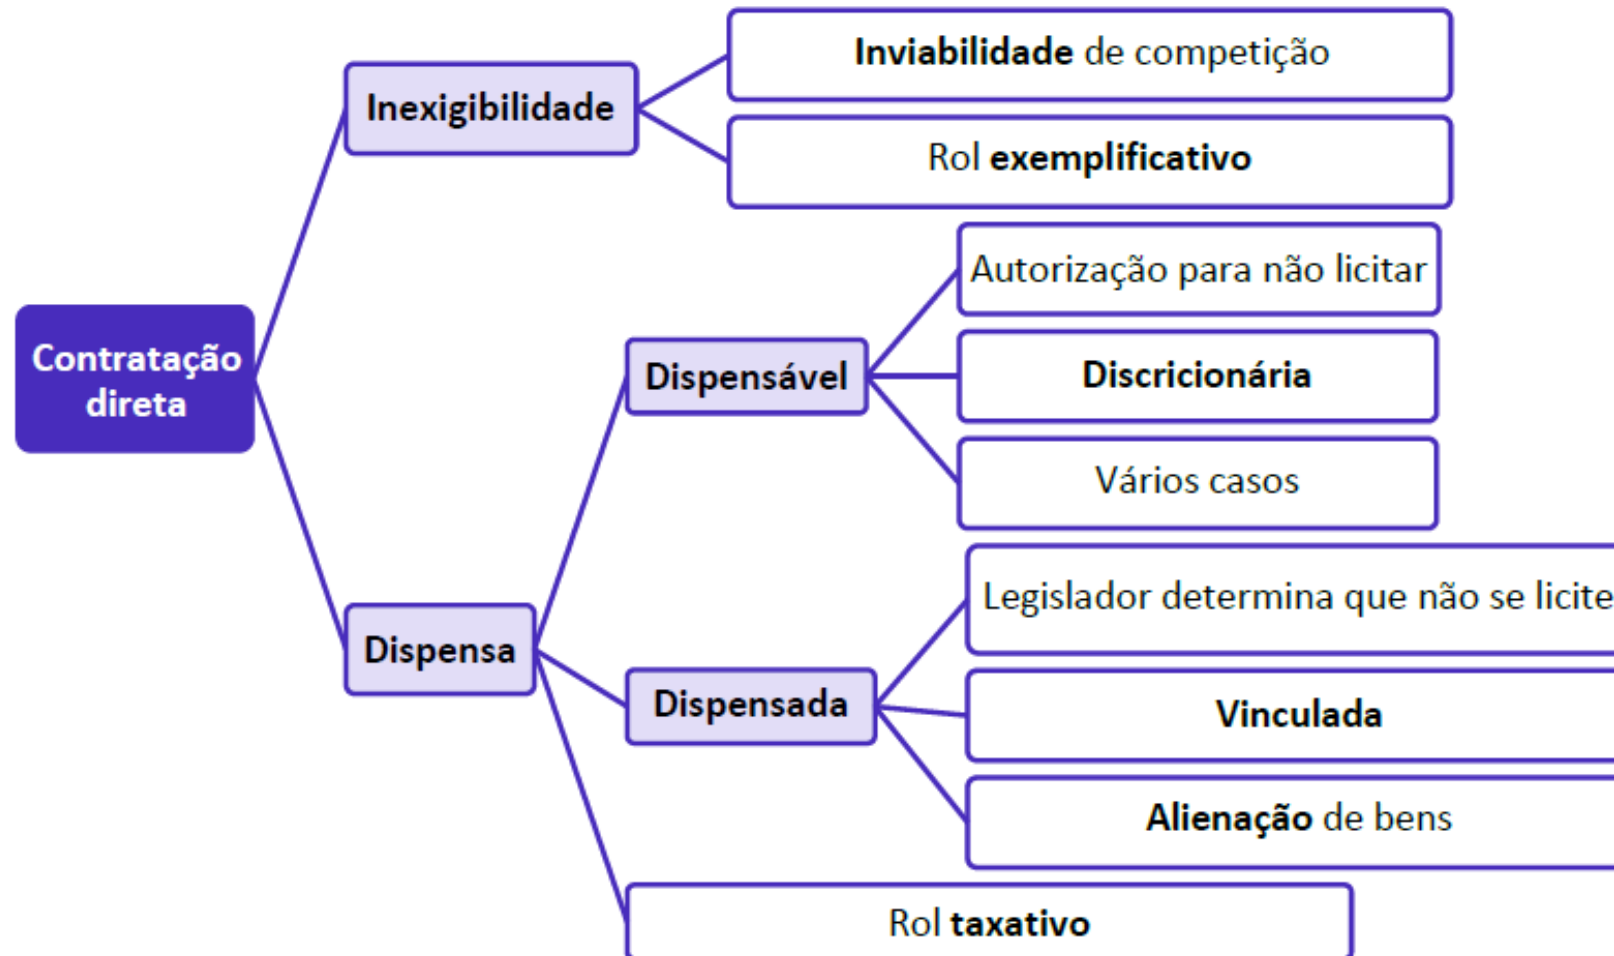 Inviabilidade de competição
Inexigibilidade
Rol exemplificativo
Autorização para não licitar
Contratação
direta
Dispensável
Discricionária
Vários casos
Legislador determina que não se licite
Dispensa
Dispensada
Vinculada
Alienação de bens
Rol taxativo